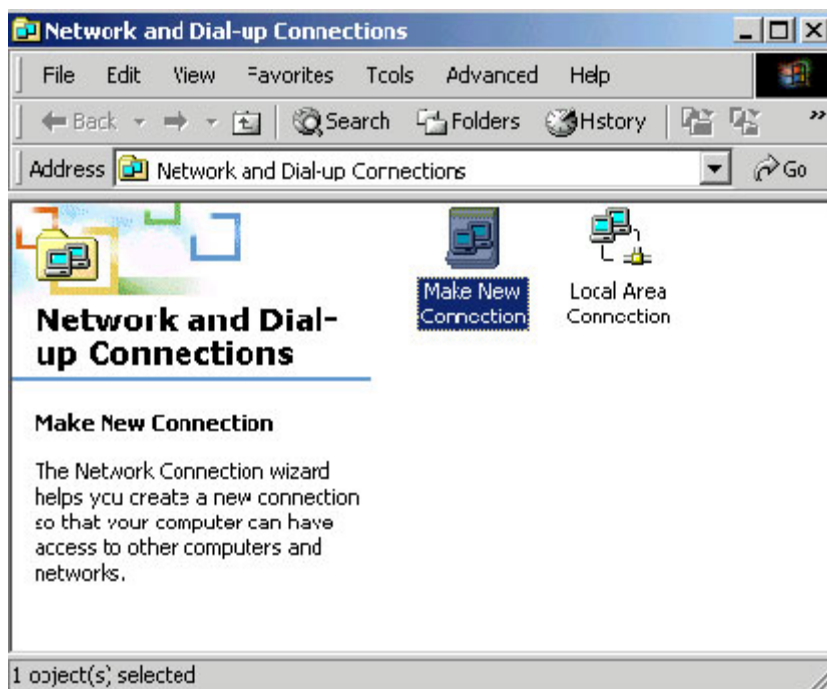 Network and Dial-up Connections
File Edit View Favorites Tools Advanced Help
Back Search Folders History »
Address Network and Dial-up Connections Go
Network and Dial-
up Connections
Make New
Connection
Local Area
Connection
Make New Connection
The Network Connection wizard
helps you create a new connection
so that your computer can have
access to other computers and
networks.
1 object(s) selected